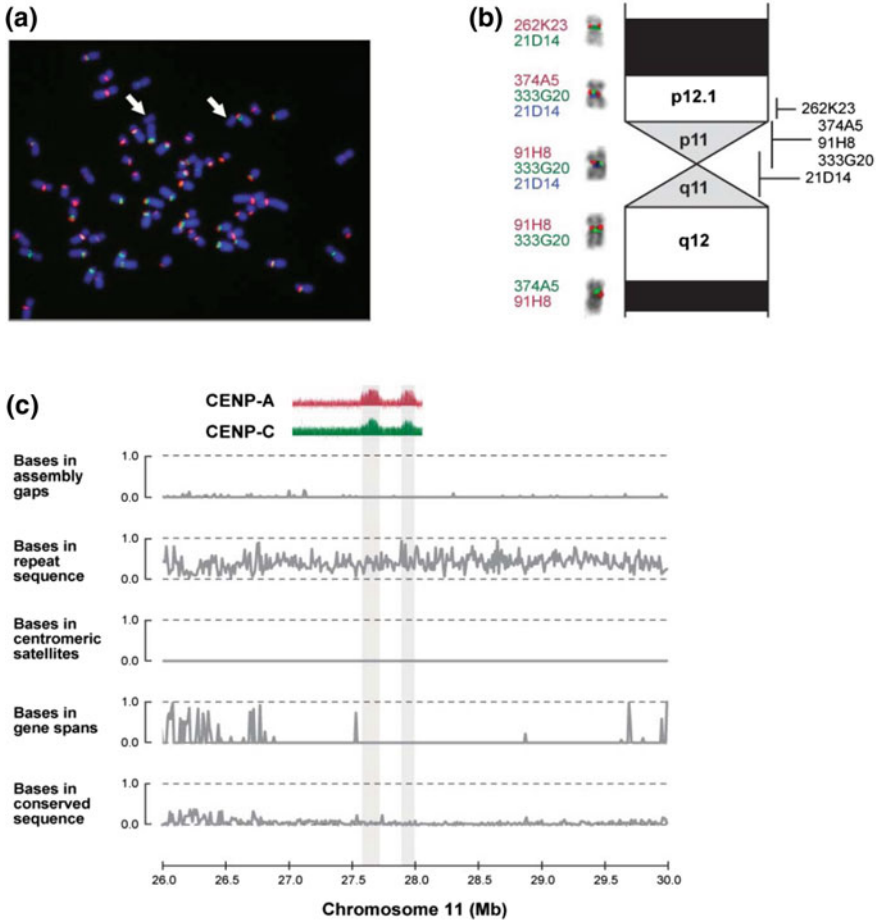 (a)
(b)
262K23
21D14
374A5
333G20
21D14
91H8
333G20
21D14
91H8
333G20
374A5
91H8
p12.1
p11
q11
q12
262K23
374A5
91H8
333G20
21D14
(c)
CENP-A
CENP-C
Bases in
assembly
gaps
1.0
0.0
Bases in
repeat
sequence
1.0
0.0
Bases in
centromeric
satellites
1.0
0.0
Bases in
gene spans
1.0
0.0
Bases in
conserved
sequence
1.0
0.0
26.0 26.5 27.0 27.5 28.0 28.5 29.0 29.5 30.0
Chromosome 11 (Mb)